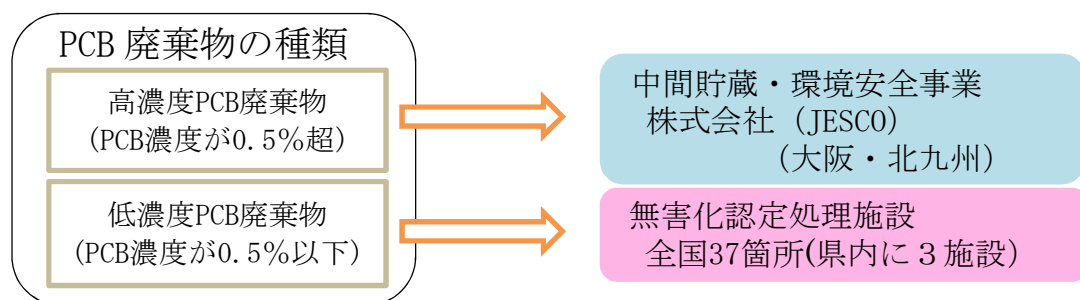 PCB 廃棄物の種類
高濃度PCB廃棄物
(PCB濃度が0.5%超)
中間貯蔵・環境安全事業
株式会社（JESCO）
（大阪・北九州）
低濃度PCB廃棄物
(PCB濃度が0.5%以下)
無害化認定処理施設
全国37箇所(県内に３施設）